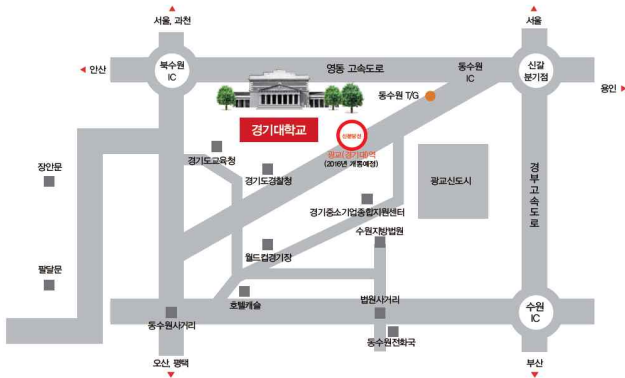 서울, 과천
서울
안산
북수원
IC
영동 고속도로
동수원
IC
신갈
분기점
용인
동수원 T/G
경기대학교
신분당선
광교(경기대)역
(2016년 개통예정)
경기도교육청
장안문
경기도경찰청
광교신도시
경부고속도로
경기중소기업종합지원센터
수원지방법원
월드컵경기장
팔달문
호텔캐슬
법원사거리
수원
IC
동수원사거리
동수원전화국
오산, 평택
부산